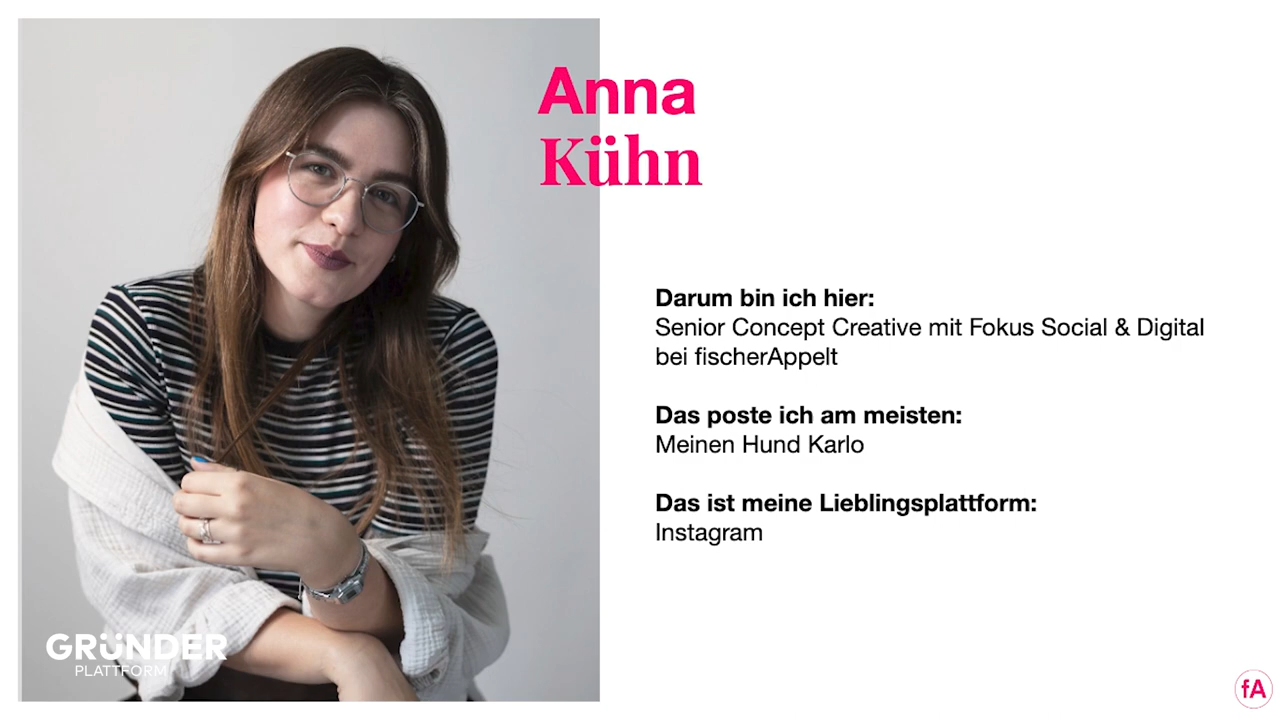 Anna
Kühn
Darum bin ich hier:
Senior Concept Creative mit Fokus Social & Digital
bei fischerAppelt
Das poste ich am meisten:
Meinen Hund Karlo
Das ist meine Lieblingsplattform:
Instagram
GRÜNDER
PLATTFORM
fA